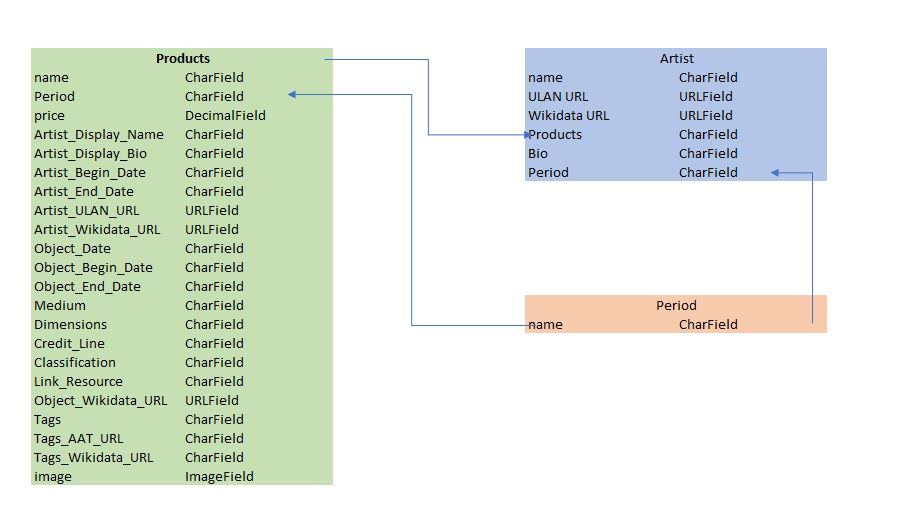 Products
name CharField
Period CharField
price DecimalField
Artist_Display_Name CharField
Artist_Display_Bio CharField
Artist_Begin_Date CharField
Artist_End_Date CharField
Artist_ULAN_URL URLField
Artist_Wikidata_URL URLField
Object_Date CharField
Object_Begin_Date CharField
Object_End_Date CharField
Medium CharField
Dimensions CharField
Credit_Line CharField
Classification CharField
Link_Resource CharField
Object_Wikidata_URL URLField
Tags CharField
Tags_AAT_URL CharField
Tags_Wikidata_URL CharField
image ImageField
Artist
name CharField
ULAN URL URLField
Wikidata URL URLField
Products CharField
Bio CharField
Period CharField
Period
name CharField